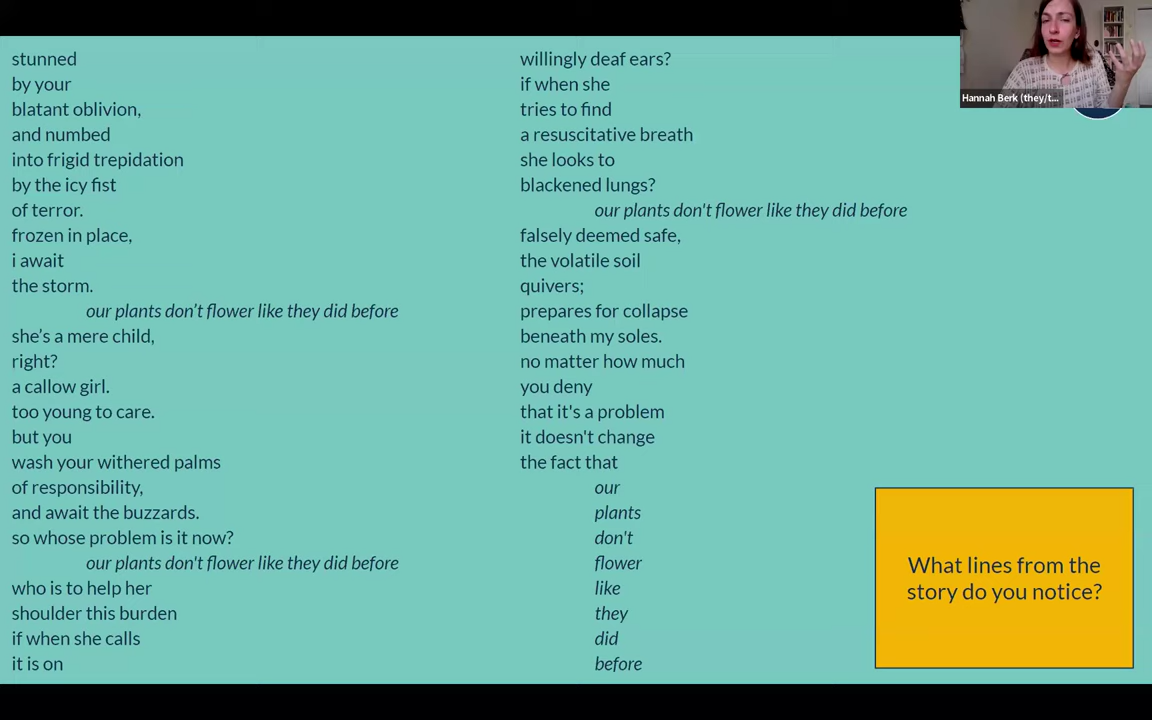 stunned
by your
blatant oblivion,
and numbed
into frigid trepidation
by the icy fist
of terror.
frozen in place,
i await
the storm.
our plants don’t flower like they did before
she’s a mere child,
right?
a callow girl.
too young to care.
but you
wash your withered palms
of responsibility,
and await the buzzards.
so whose problem is it now?
our plants don't flower like they did before
who is to help her
shoulder this burden
if when she calls
it is on
willingly deaf ears?
if when she
tries to find
a resuscitative breath
she looks to
blackened lungs?
our plants don't flower like they did before
falsely deemed safe,
the volatile soil
quivers;
prepares for collapse
beneath my soles.
no matter how much
you deny
that it's a problem
it doesn't change
the fact that
our
plants
don't
flower
like
they
did
before
What lines from the
story do you notice?
Hannah Berk (they/t...